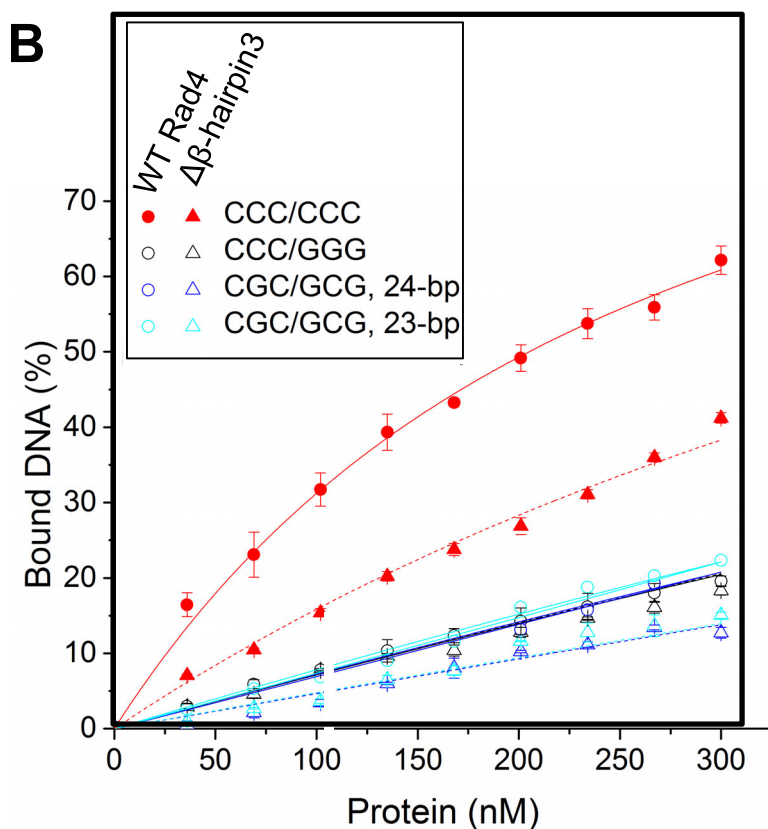 B
WT Rad4
Δβ-hairpin3
CCC/CCC
CCC/GGG
CGC/GCG, 24-bp
CGC/GCG, 23-bp
70
60
50
40
30
20
10
0
Bound DNA (%)
0 50 100 150 200 250 300
Protein (nM)